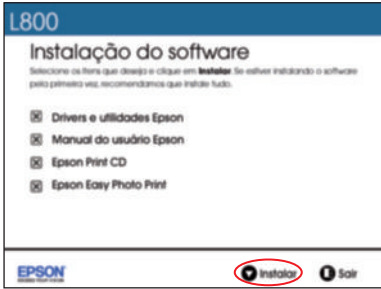 L800
Instalação do software
Selecione os itens que deseja e clique em Instalar. Se estiver instalando o software
pela primeira vez, recomendamos que instale tudo.
Drivers e utilidades Epson
Manual do usuário Epson
Epson Print CD
Epson Easy Photo Print
EPSON
Instalar
Sair